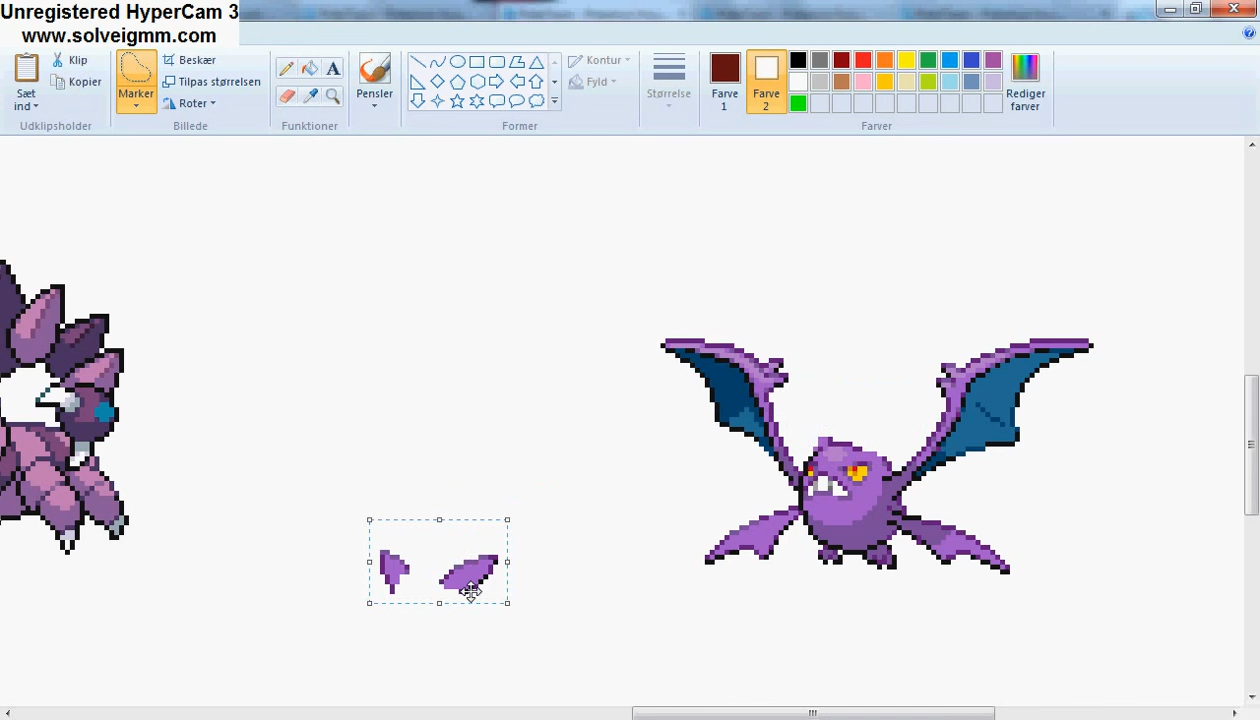 Unregistered HyperCam 3
www.solveigmm.com
Sæt ind
Klip
Kopier
Udklipsholder
Marker
Beskær
Tilpas størrelsen
Roter
Billede
Funktioner
Pensler
Kontur
Fyld
Former
Størrelse
Farve 1
Farve 2
Rediger farver
Farver